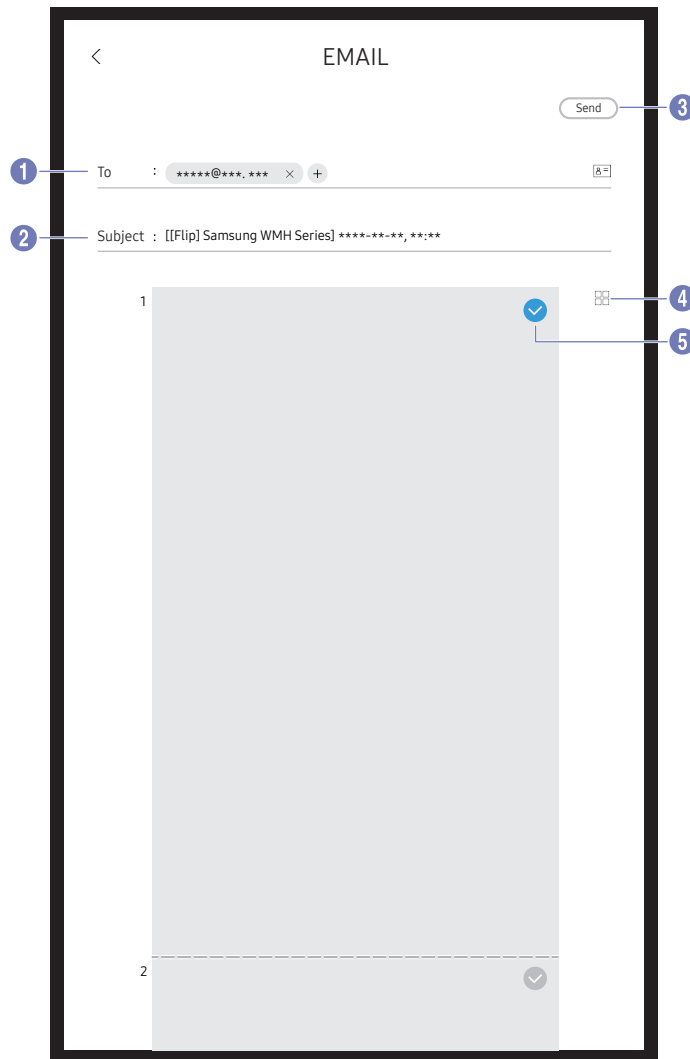 EMAIL
Send
3
1
To : *****@***.*** × +
2
Subject : [[Flip] Samsung WMH Series] ****-**-**, **:**
1
4
5
2